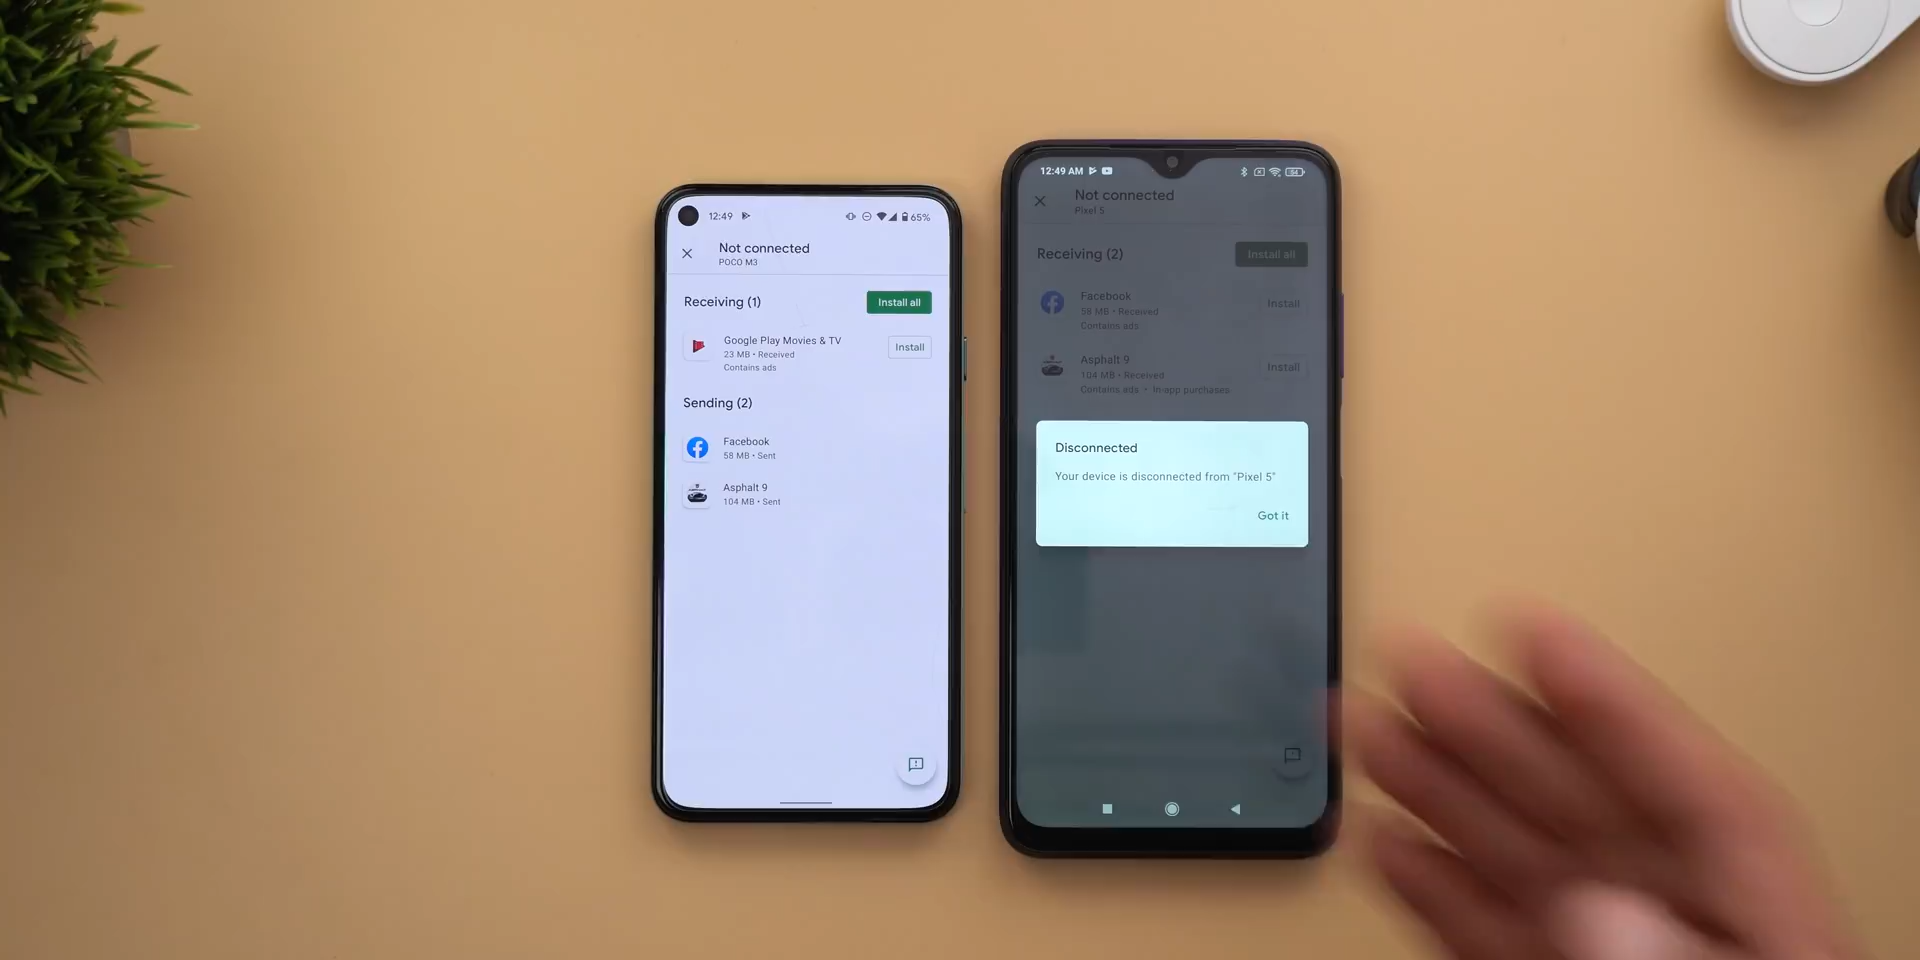 12:49
65%
Not connected
POCO M3
Receiving (1)
Install all
Google Play Movies & TV
23 MB • Received
Contains ads
Install
Sending (2)
Facebook
58 MB • Sent
Asphalt 9
104 MB • Sent
12:49 AM
Not connected
Pixel 5
Receiving (2)
Install all
Facebook
58 MB • Received
Contains ads
Install
Asphalt 9
104 MB • Received
Contains ads • In-app purchases
Install
Disconnected
Your device is disconnected from "Pixel 5"
Got it